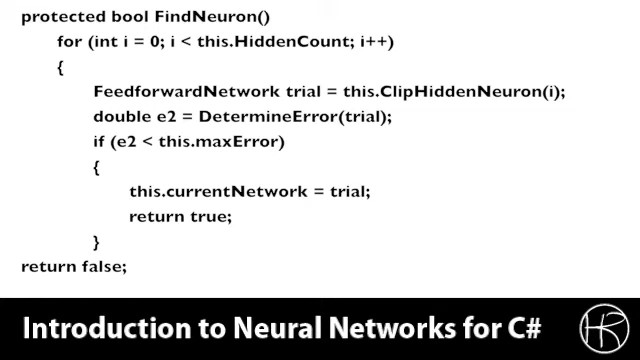 protected bool FindNeuron()
for (int i = 0; i < this.HiddenCount; i++)
{
FeedforwardNetwork trial = this.ClipHiddenNeuron(i);
double e2 = DetermineError(trial);
if (e2 < this.maxError)
{
this.currentNetwork = trial;
return true;
}
return false;
Introduction to Neural Networks for C#